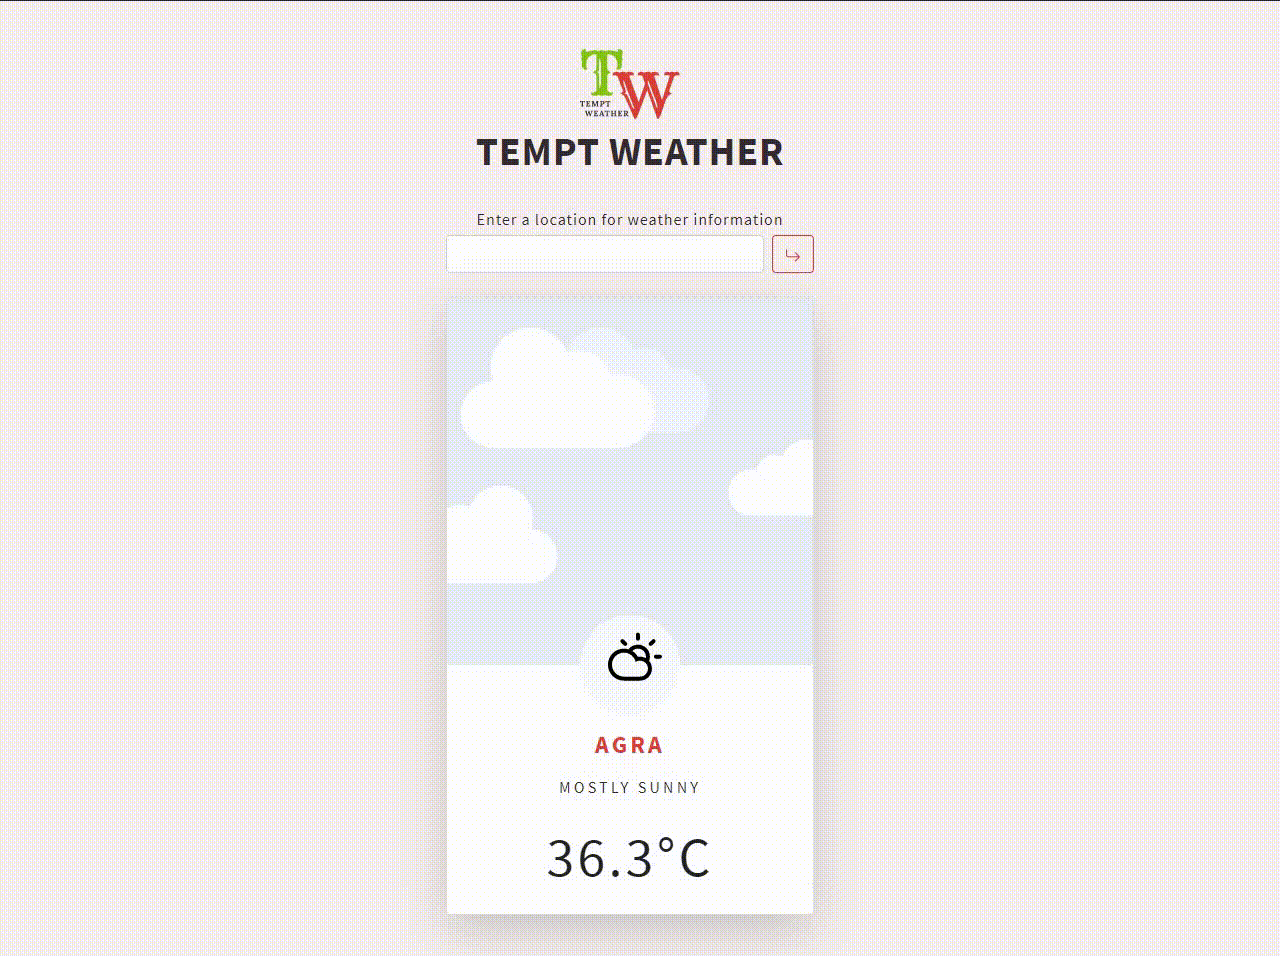 TW
TEMPT
WEATHER
TEMPT WEATHER
Enter a location for weather information
AGRA
MOSTLY SUNNY
36.3°C